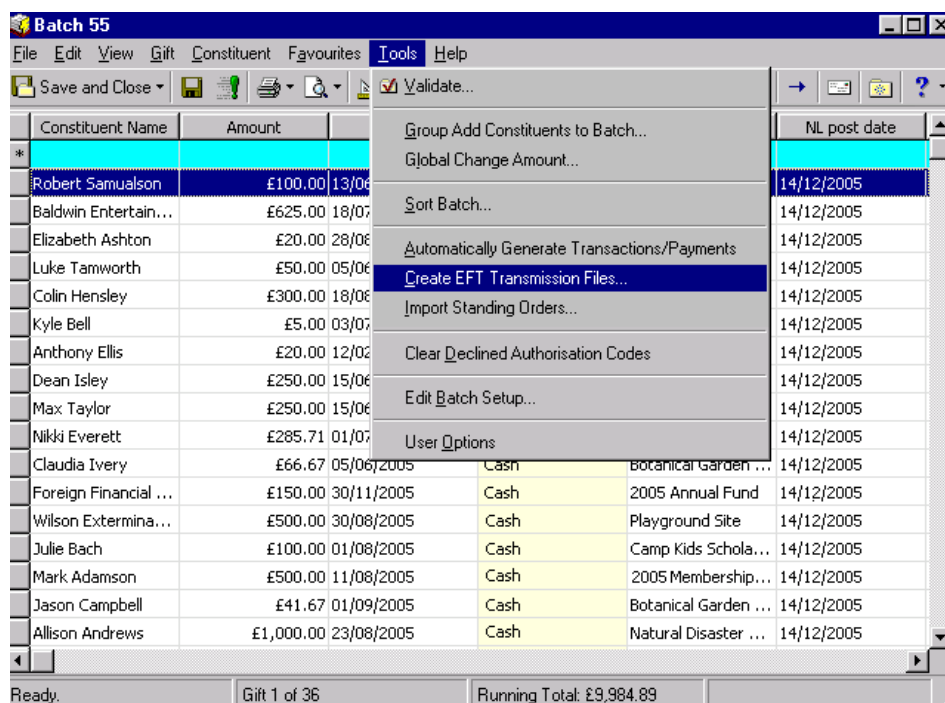 Batch 55
File Edit View Gift Constituent Favourites Tools Help
Save and Close
Validate...
Group Add Constituents to Batch...
Global Change Amount...
Sort Batch...
Automatically Generate Transactions/Payments
Create EFT Transmission Files...
Import Standing Orders...
Clear Declined Authorisation Codes
Edit Batch Setup...
User Options
Constituent Name Amount NL post date
*
Robert Samualson £100.00 13/06 14/12/2005
Baldwin Entertain... £625.00 18/07 14/12/2005
Elizabeth Ashton £20.00 28/08 14/12/2005
Luke Tamworth £50.00 05/06 14/12/2005
Colin Hensley £300.00 18/08 14/12/2005
Kyle Bell £5.00 03/07 14/12/2005
Anthony Ellis £20.00 12/02 14/12/2005
Dean Isley £250.00 15/06 14/12/2005
Max Taylor £250.00 15/06 14/12/2005
Nikki Everett £285.71 01/07 14/12/2005
Claudia Ivery £66.67 05/06/2005 Cash Botanical Garden ... 14/12/2005
Foreign Financial ... £150.00 30/11/2005 Cash 2005 Annual Fund 14/12/2005
Wilson Extermina... £500.00 30/08/2005 Cash Playground Site 14/12/2005
Julie Bach £100.00 01/08/2005 Cash Camp Kids Schola... 14/12/2005
Mark Adamson £500.00 11/08/2005 Cash 2005 Membership... 14/12/2005
Jason Campbell £41.67 01/09/2005 Cash Botanical Garden ... 14/12/2005
Allison Andrews £1,000.00 23/08/2005 Cash Natural Disaster ... 14/12/2005
Ready. Gift 1 of 36 Running Total: £9,984.89